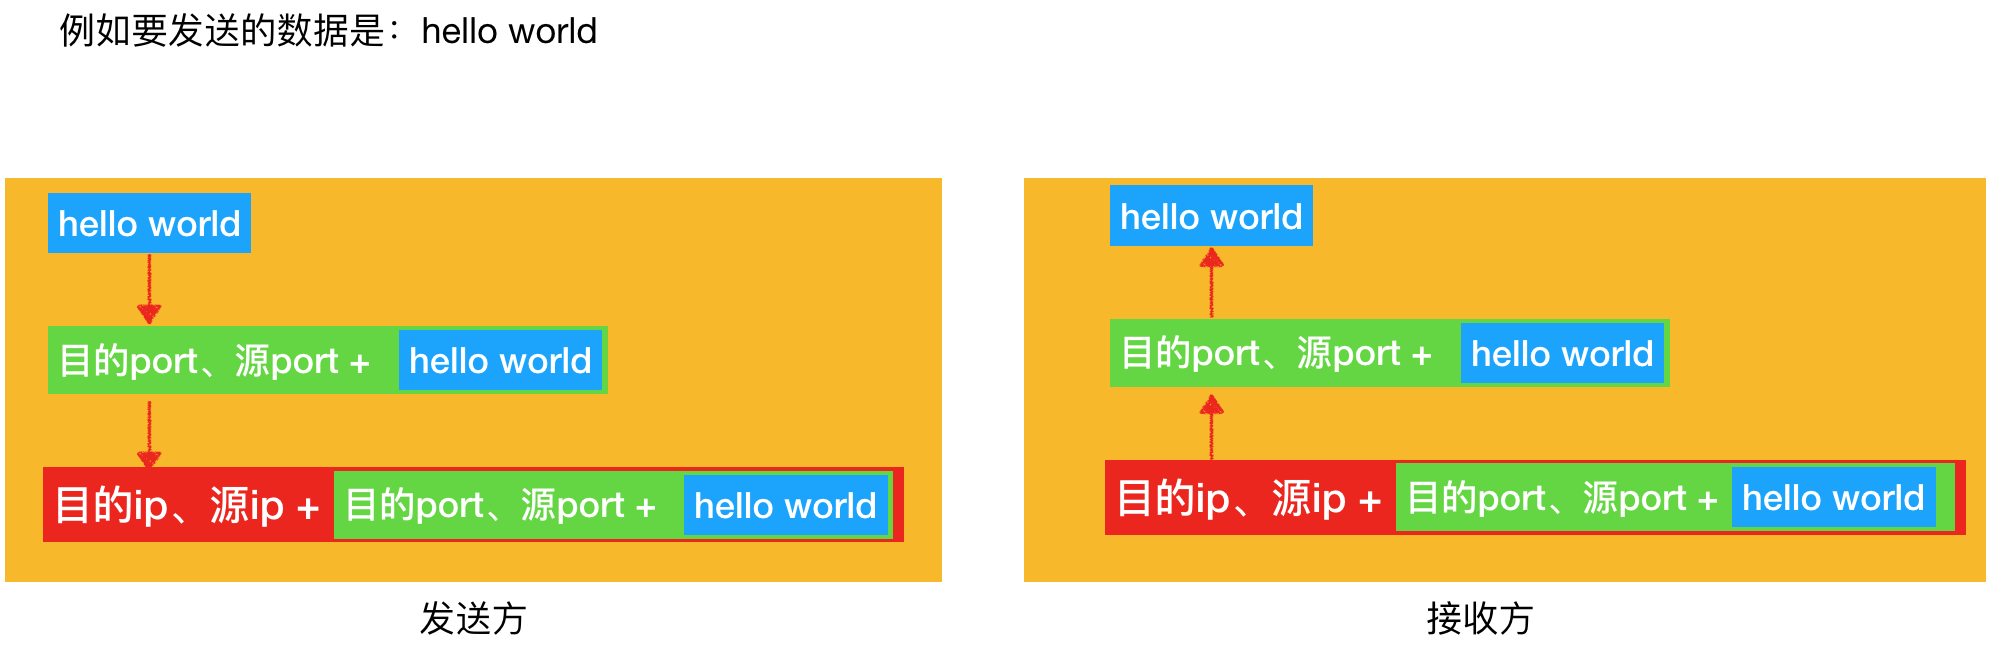 例如要发送的数据是：hello world
hello world
目的port、源port + hello world
目的ip、源ip + 目的port、源port + hello world
发送方
hello world
目的port、源port + hello world
目的ip、源ip + 目的port、源port + hello world
接收方